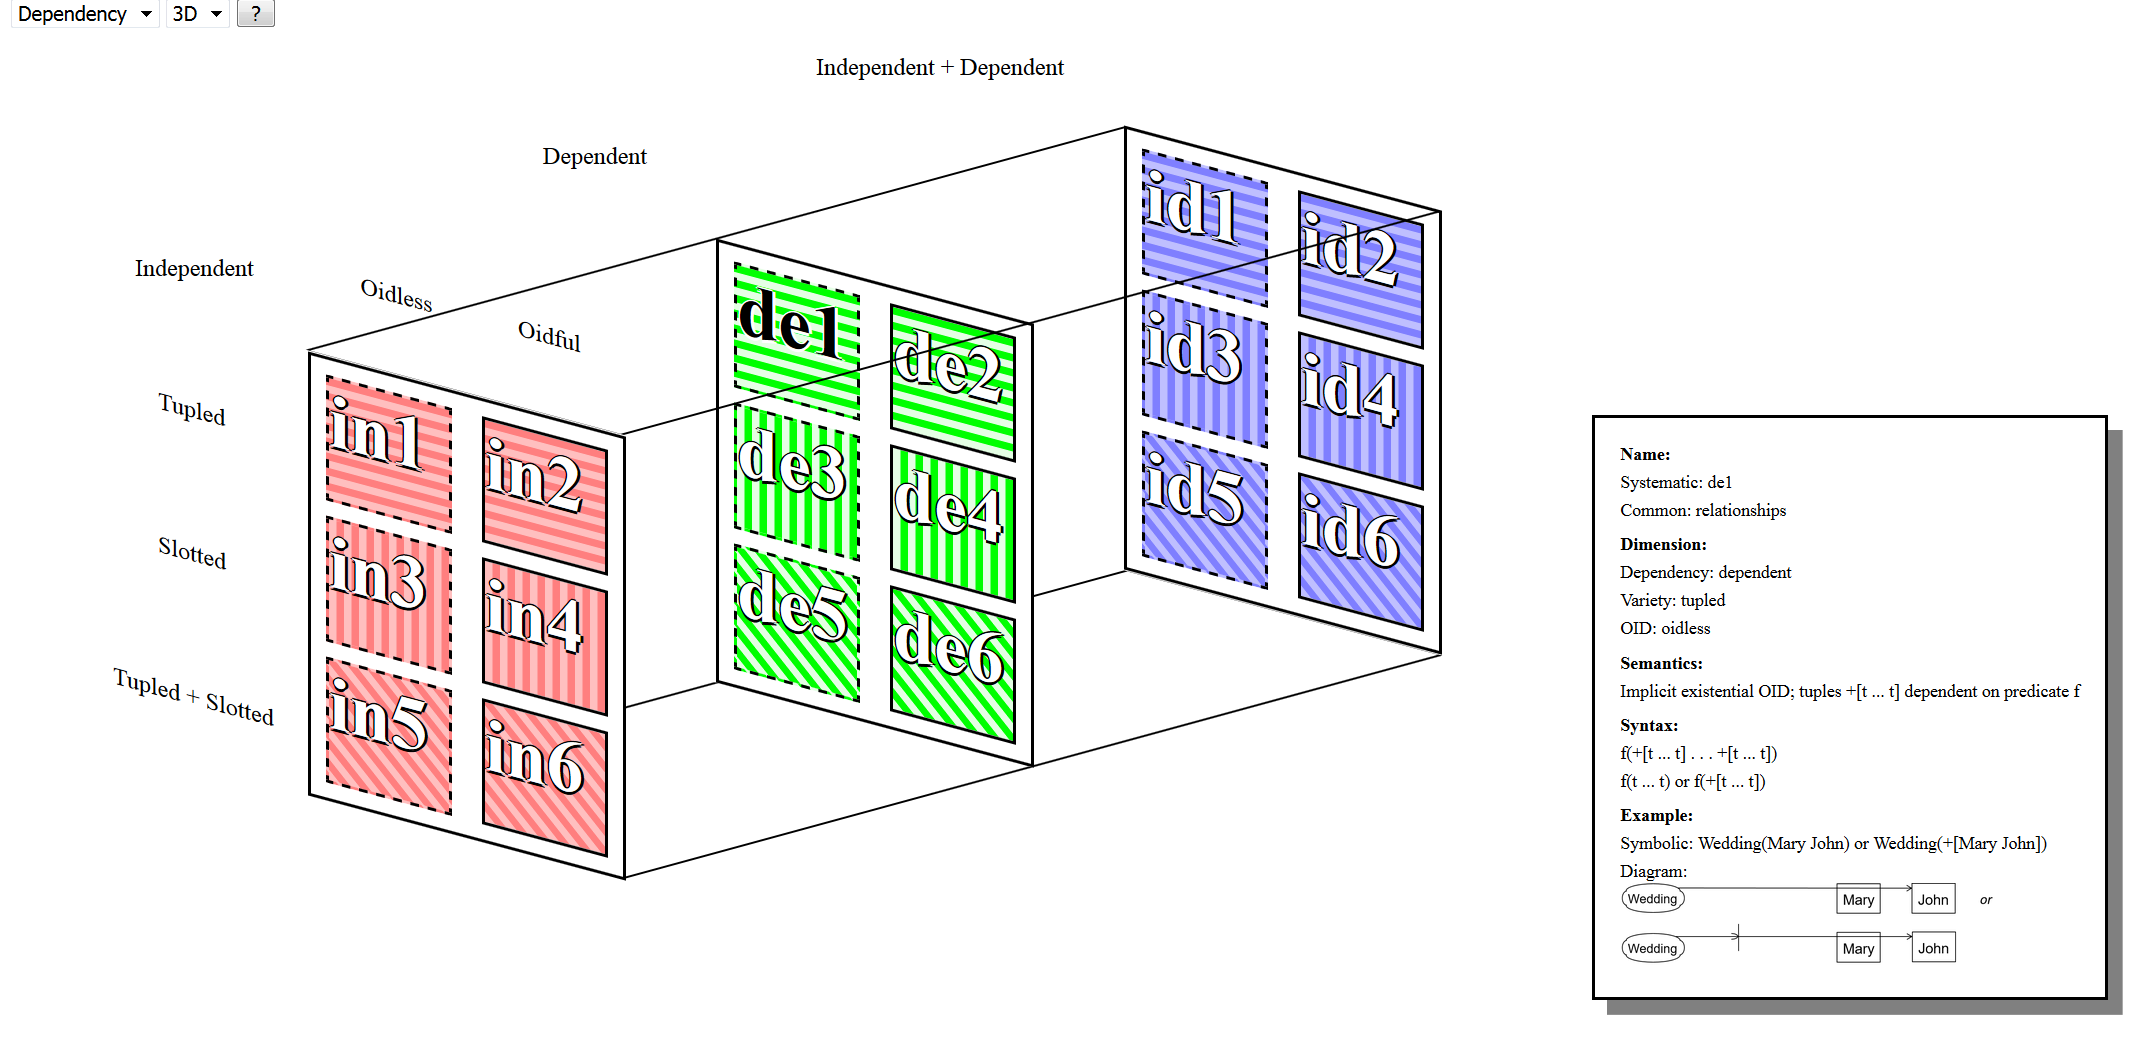 Dependency 3D ?
Independent + Dependent
Dependent
Independent
Oidless
Oidful
Tupled
Slotted
Tupled + Slotted
in1 in2
in3 in4
in5 in6
de1 de2
de3 de4
de5 de6
id1 id2
id3 id4
id5 id6
Name:
Systematic: de1
Common: relationships
Dimension:
Dependency: dependent
Variety: tupled
OID: oidless
Semantics:
Implicit existential OID; tuples +[t ... t] dependent on predicate f
Syntax:
f(+[t ... t] . . . +[t ... t])
f(t ... t) or f(+[t ... t])
Example:
Symbolic: Wedding(Mary John) or Wedding(+[Mary John])
Diagram:
Wedding Mary John or
Wedding Mary John